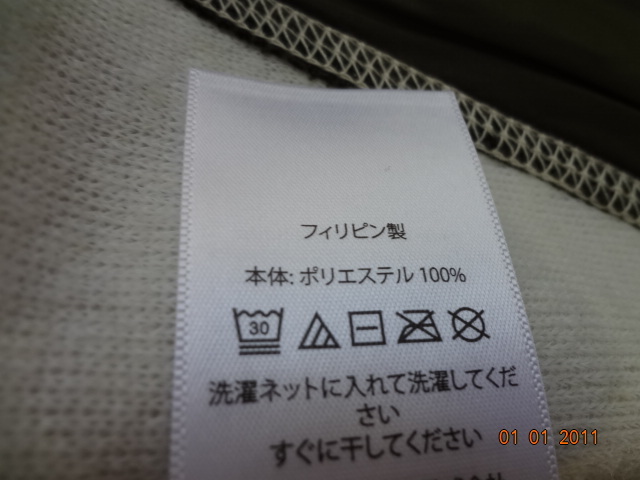 フィリピン製
本体: ポリエステル 100%
30
洗濯ネットに入れて洗濯してくだ
さい
すぐに干してください
01 01 2011